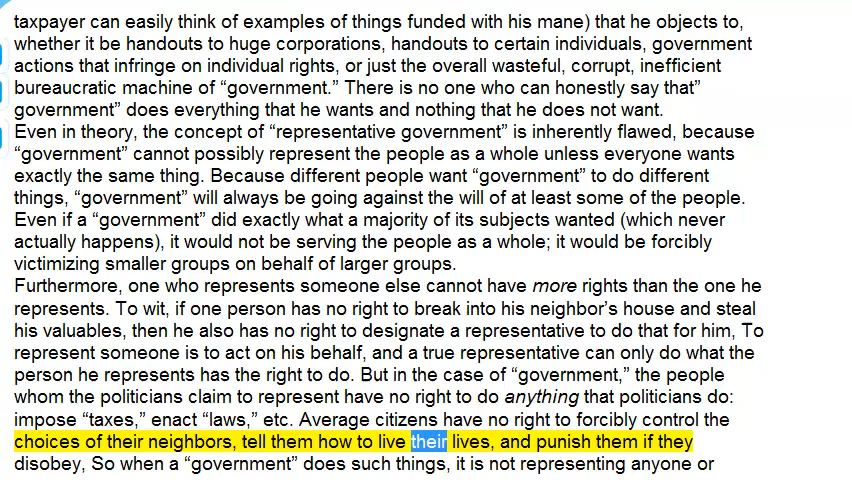 taxpayer can easily think of examples of things funded with his mane) that he objects to,
whether it be handouts to huge corporations, handouts to certain individuals, government
actions that infringe on individual rights, or just the overall wasteful, corrupt, inefficient
bureaucratic machine of “government.” There is no one who can honestly say that”
government” does everything that he wants and nothing that he does not want.
Even in theory, the concept of “representative government” is inherently flawed, because
“government” cannot possibly represent the people as a whole unless everyone wants
exactly the same thing. Because different people want “government” to do different
things, “government” will always be going against the will of at least some of the people.
Even if a “government” did exactly what a majority of its subjects wanted (which never
actually happens), it would not be serving the people as a whole; it would be forcibly
victimizing smaller groups on behalf of larger groups.
Furthermore, one who represents someone else cannot have more rights than the one he
represents. To wit, if one person has no right to break into his neighbor’s house and steal
his valuables, then he also has no right to designate a representative to do that for him, To
represent someone is to act on his behalf, and a true representative can only do what the
person he represents has the right to do. But in the case of “government,” the people
whom the politicians claim to represent have no right to do anything that politicians do:
impose “taxes,” enact “laws,” etc. Average citizens have no right to forcibly control the
choices of their neighbors, tell them how to live their lives, and punish them if they
disobey, So when a “government” does such things, it is not representing anyone or